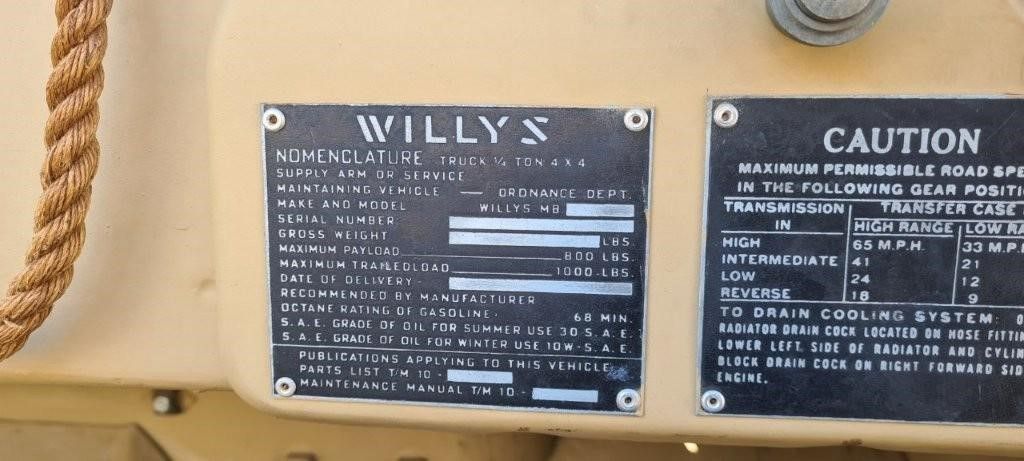 WILLYS
NOMENCLATURE TRUCK ¼ TON 4 X 4
SUPPLY ARM OR SERVICE
MAINTAINING VEHICLE — ORDNANCE DEPT.
MAKE AND MODEL WILLYS MB
SERIAL NUMBER
GROSS WEIGHT LBS.
MAXIMUM PAYLOAD 800 LBS.
MAXIMUM TRAILEDLOAD 1000 LBS.
DATE OF DELIVERY -
RECOMMENDED BY MANUFACTURER
OCTANE RATING OF GASOLINE · 68 MIN.
S.A.E. GRADE OF OIL FOR SUMMER USE 30 S.A.E.
S.A.E. GRADE OF OIL FOR WINTER USE 10W-S.A.E.
PUBLICATIONS APPLYING TO THIS VEHICLE
PARTS LIST T/M 10 -
MAINTENANCE MANUAL T/M 10 -
CAUTION
MAXIMUM PERMISSIBLE ROAD SPE
IN THE FOLLOWING GEAR POSITI
TRANSMISSION TRANSFER CASE
IN HIGH RANGE LOW RA
HIGH 65 M.P.H. 33 M.P.
INTERMEDIATE 41 21
LOW 24 12
REVERSE 18 9
TO DRAIN COOLING SYSTEM: O
RADIATOR DRAIN COCK LOCATED ON HOSE FITTIN
LOWER LEFT. SIDE OF RADIATOR AND CYLIN
BLOCK DRAIN COCK ON RIGHT FORWARD SID
ENGINE.